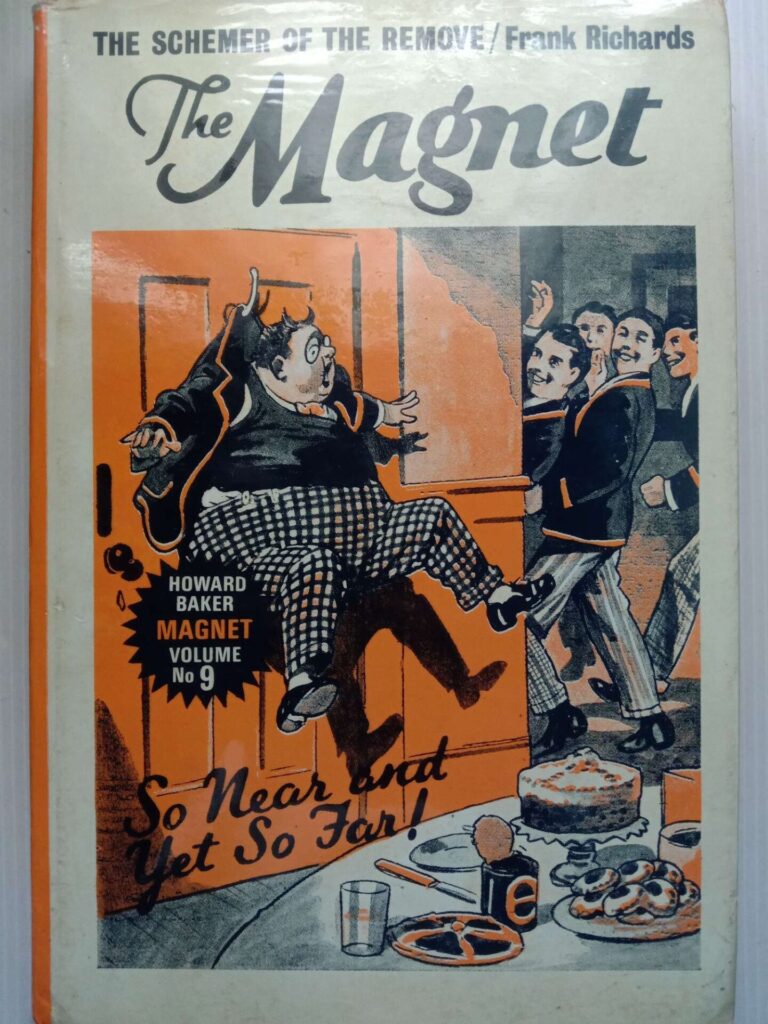 THE SCHEMER OF THE REMOVE/Frank Richards
The Magnet
HOWARD
BAKER
MAGNET
VOLUME
No 9
So Near and
Yet So Far!
e